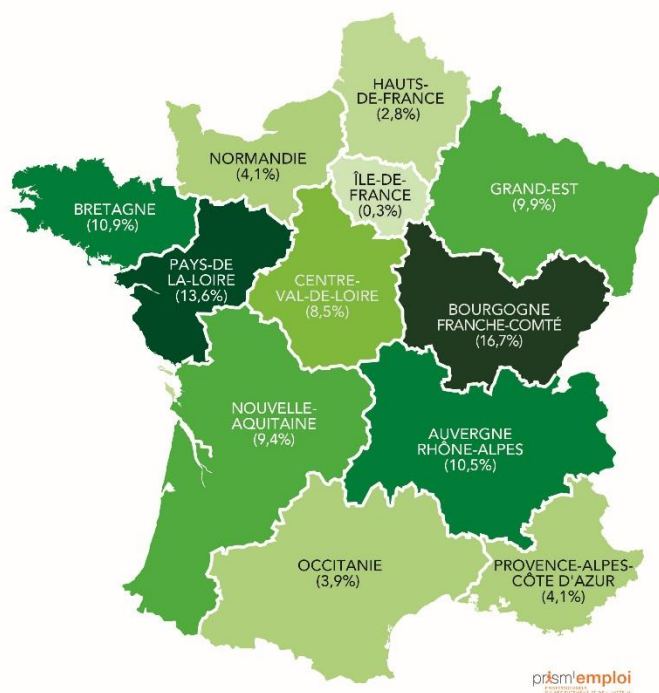 HAUTS-
DE-FRANCE
(2,8%)
NORMANDIE
(4,1%)
ÎLE-DE-
FRANCE
(0,3%)
GRAND-EST
(9,9%)
BRETAGNE
(10,9%)
PAYS-DE
LA-LOIRE
(13,6%)
CENTRE-
VAL-DE-LOIRE
(8,5%)
BOURGOGNE
FRANCHE-COMTÉ
(16,7%)
NOUVELLE-
AQUITAINE
(9,4%)
AUVERGNE
RHÔNE-ALPES
(10,5%)
OCCITANIE
(3,9%)
PROVENCE-ALPES-
CÔTE D'AZUR
(4,1%)
prism'emploi